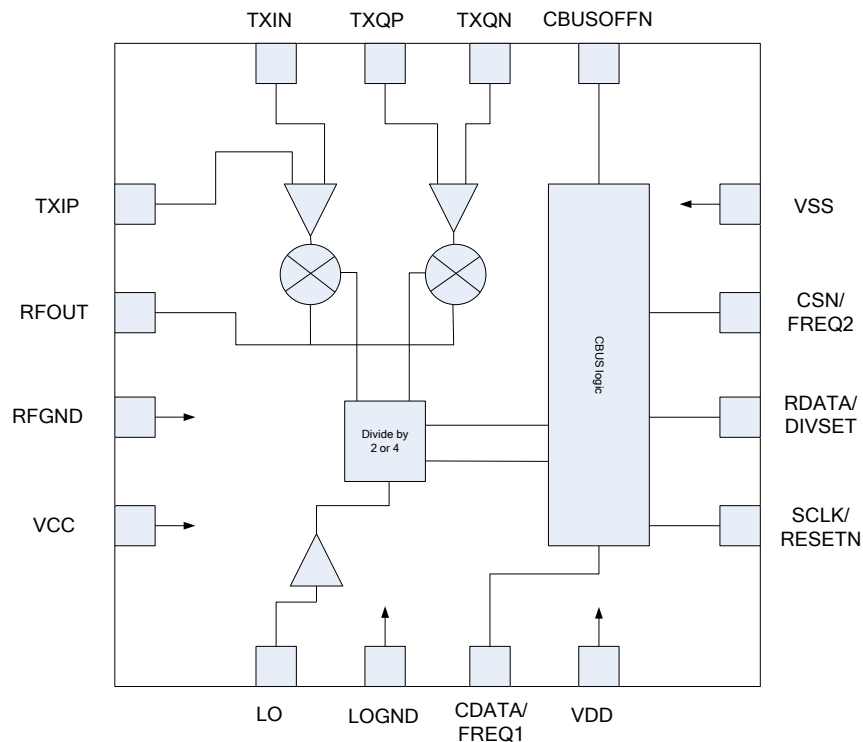 TXIN
TXQP
TXQN
CBUSOFFN
TXIP
VSS
RFOUT
CSN/
FREQ2
CBUS logic
RFGND
RDATA/
DIVSET
Divide by
2 or 4
VCC
SCLK/
RESETN
LO
LOGND
CDATA/
FREQ1
VDD